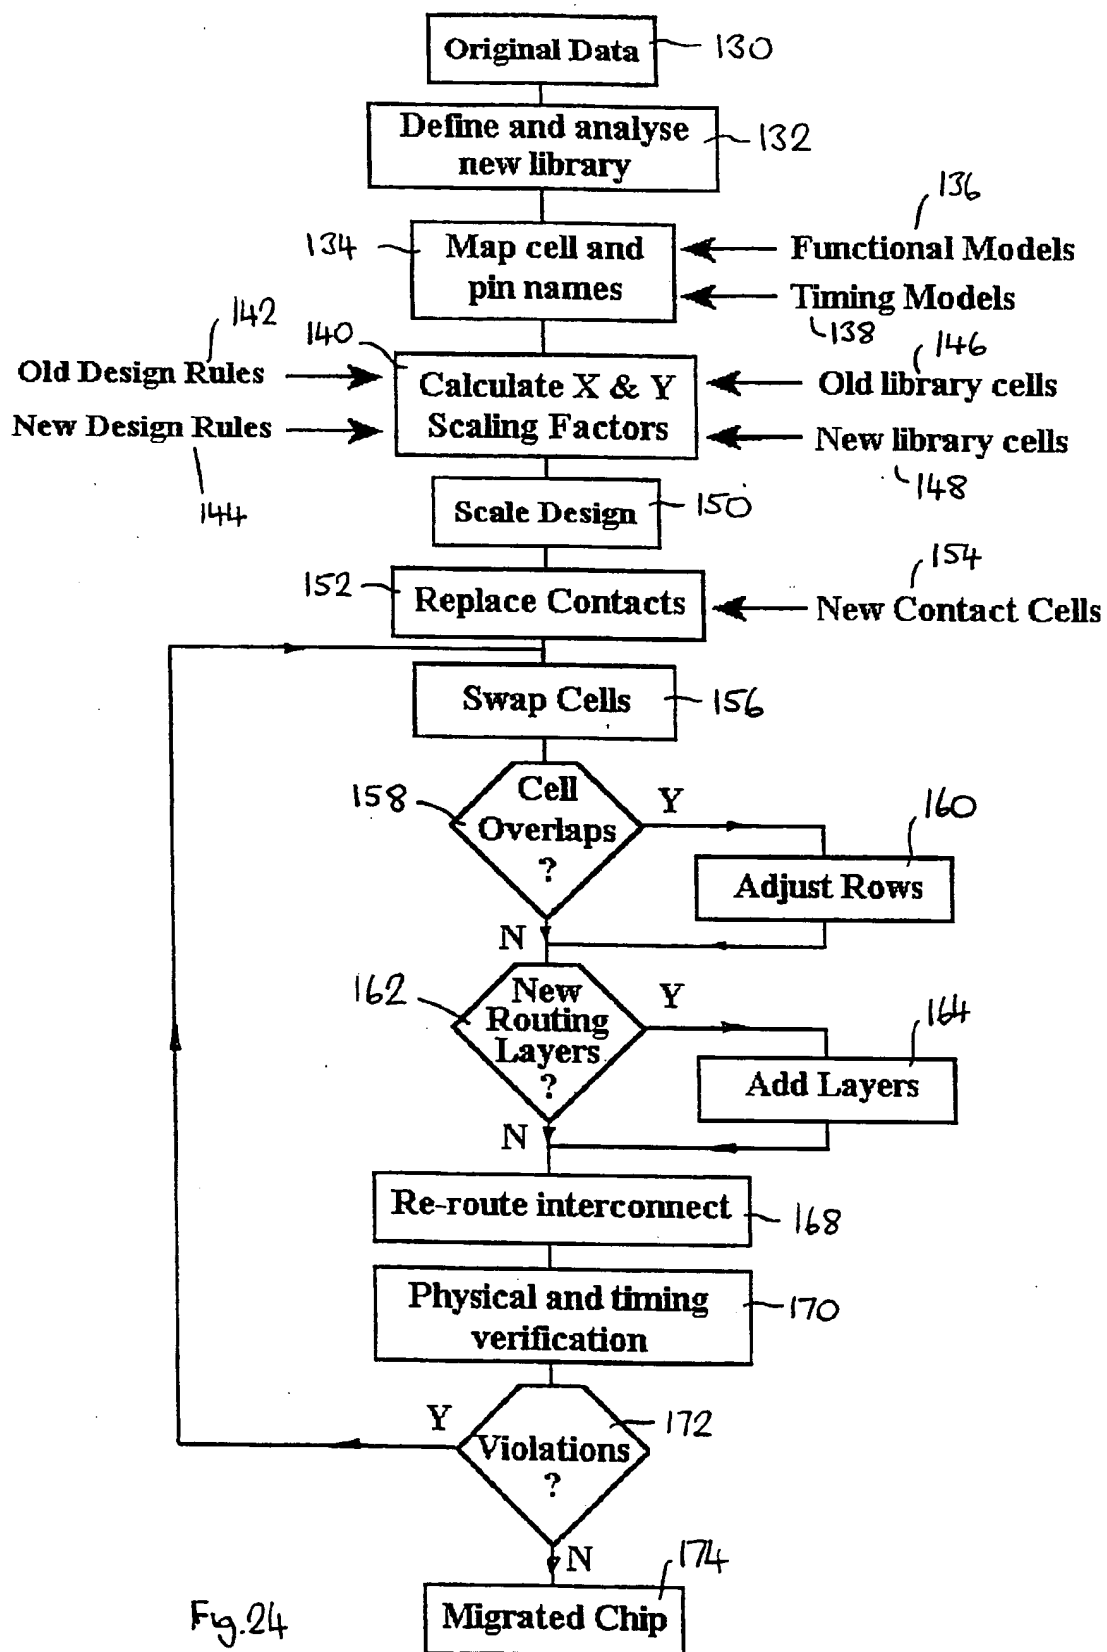 Original Data
130
Define and analyse
new library
132
136
134
Map cell and
pin names
Functional Models
Timing Models
138
142
140
146
Old Design Rules
Calculate X & Y
Scaling Factors
Old library cells
New Design Rules
New library cells
148
144
Scale Design
150
154
152
Replace Contacts
New Contact Cells
Swap Cells
156
158
Cell
Overlaps
?
Y
160
Adjust Rows
N
162
New
Routing
Layers
?
Y
164
Add Layers
N
Re-route interconnect
168
Physical and timing
verification
170
Y
172
Violations
?
N
174
Migrated Chip
Fig.24